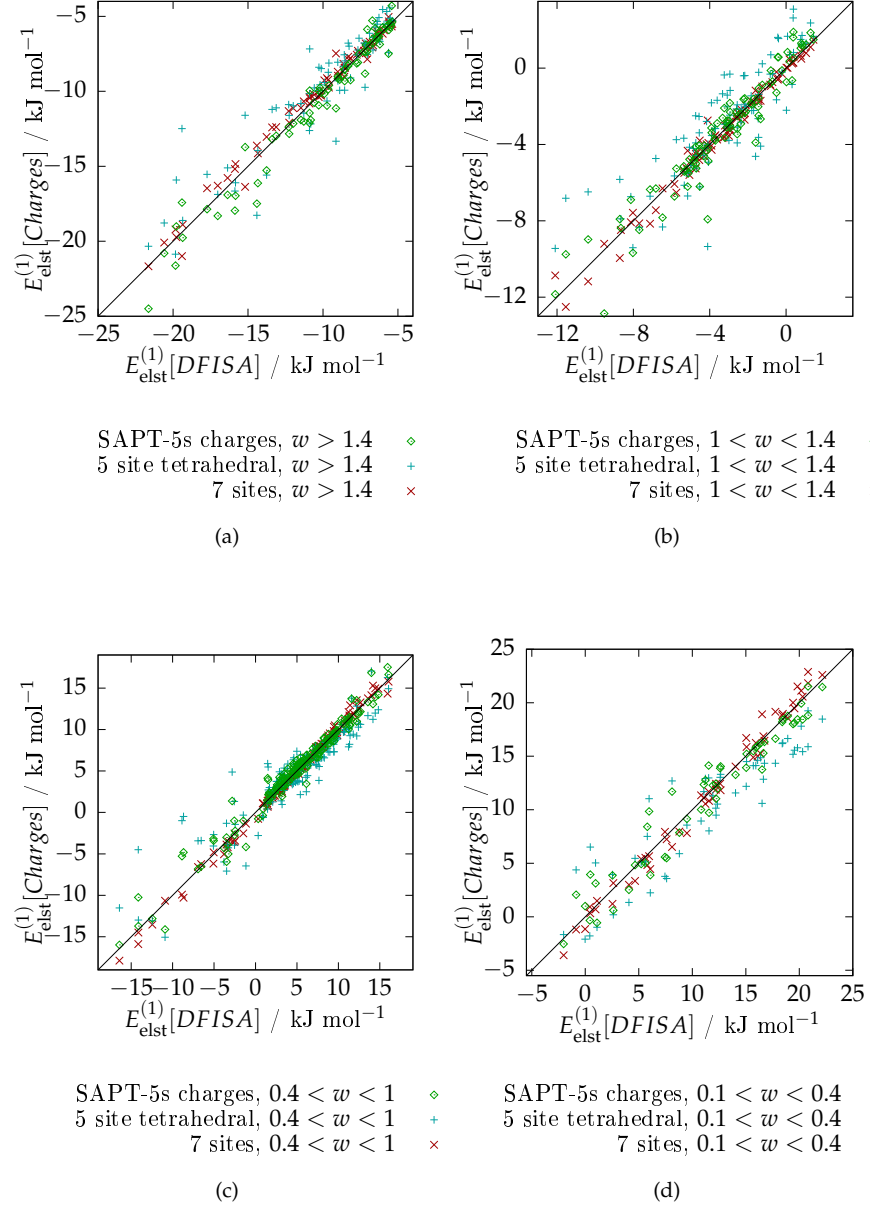 −5
−10
−15
−20
−25
−25 −20 −15 −10 −5
E_elst^(1)[Charges] / kJ mol−1
E_elst^(1)[DFISA] / kJ mol−1
SAPT-5s charges, w > 1.4
5 site tetrahedral, w > 1.4
7 sites, w > 1.4
(a)
0
−4
−8
−12
−12 −8 −4 0
E_elst^(1)[Charges] / kJ mol−1
E_elst^(1)[DFISA] / kJ mol−1
SAPT-5s charges, 1 < w < 1.4
5 site tetrahedral, 1 < w < 1.4
7 sites, 1 < w < 1.4
(b)
15
10
5
0
−5
−10
−15
−15 −10 −5 0 5 10 15
E_elst^(1)[Charges] / kJ mol−1
E_elst^(1)[DFISA] / kJ mol−1
SAPT-5s charges, 0.4 < w < 1
5 site tetrahedral, 0.4 < w < 1
7 sites, 0.4 < w < 1
(c)
25
20
15
10
5
0
−5
−5 0 5 10 15 20 25
E_elst^(1)[Charges] / kJ mol−1
E_elst^(1)[DFISA] / kJ mol−1
SAPT-5s charges, 0.1 < w < 0.4
5 site tetrahedral, 0.1 < w < 0.4
7 sites, 0.1 < w < 0.4
(d)